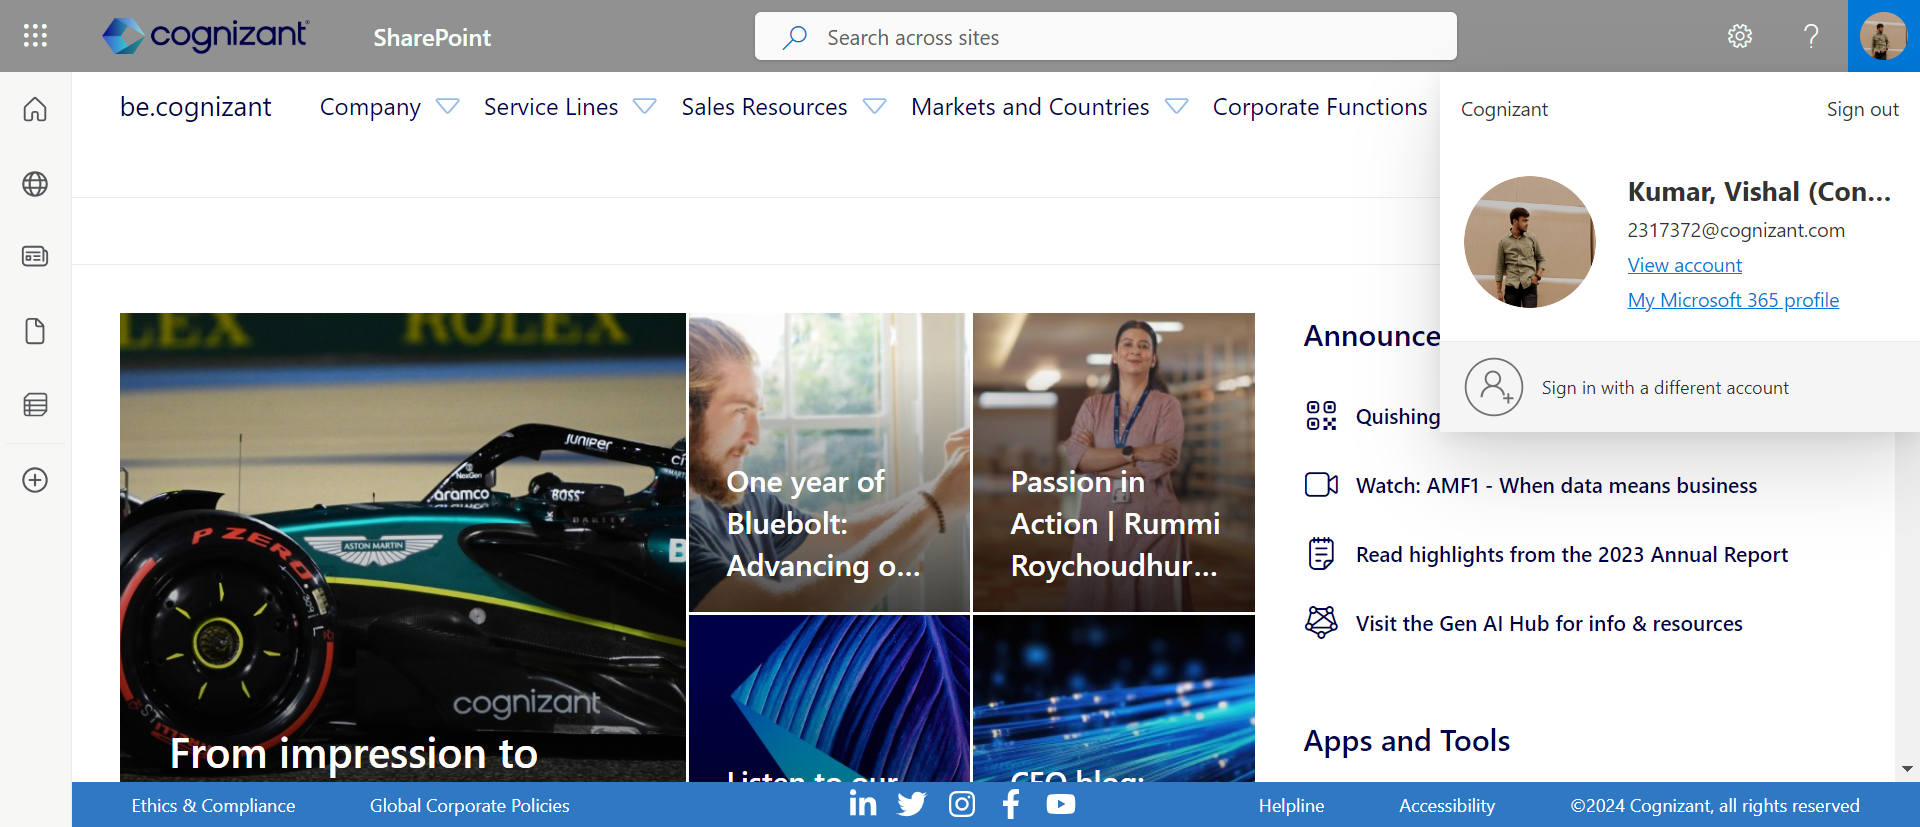 cognizant
SharePoint
Search across sites
be.cognizant
Company
Service Lines
Sales Resources
Markets and Countries
Corporate Functions
Cognizant
Sign out
Kumar, Vishal (Con...
2317372@cognizant.com
View account
My Microsoft 365 profile
Sign in with a different account
ROLEX
JUNIPER
NexGen
aramco
BOSS
P ZERO
ASTON MARTIN
cognizant
From impression to
One year of
Bluebolt:
Advancing o...
Passion in
Action | Rummi
Roychoudhur...
Listen to our
CEO blog:
Announce
Quishing
Watch: AMF1 - When data means business
Read highlights from the 2023 Annual Report
Visit the Gen AI Hub for info & resources
Apps and Tools
Ethics & Compliance
Global Corporate Policies
Helpline
Accessibility
©2024 Cognizant, all rights reserved